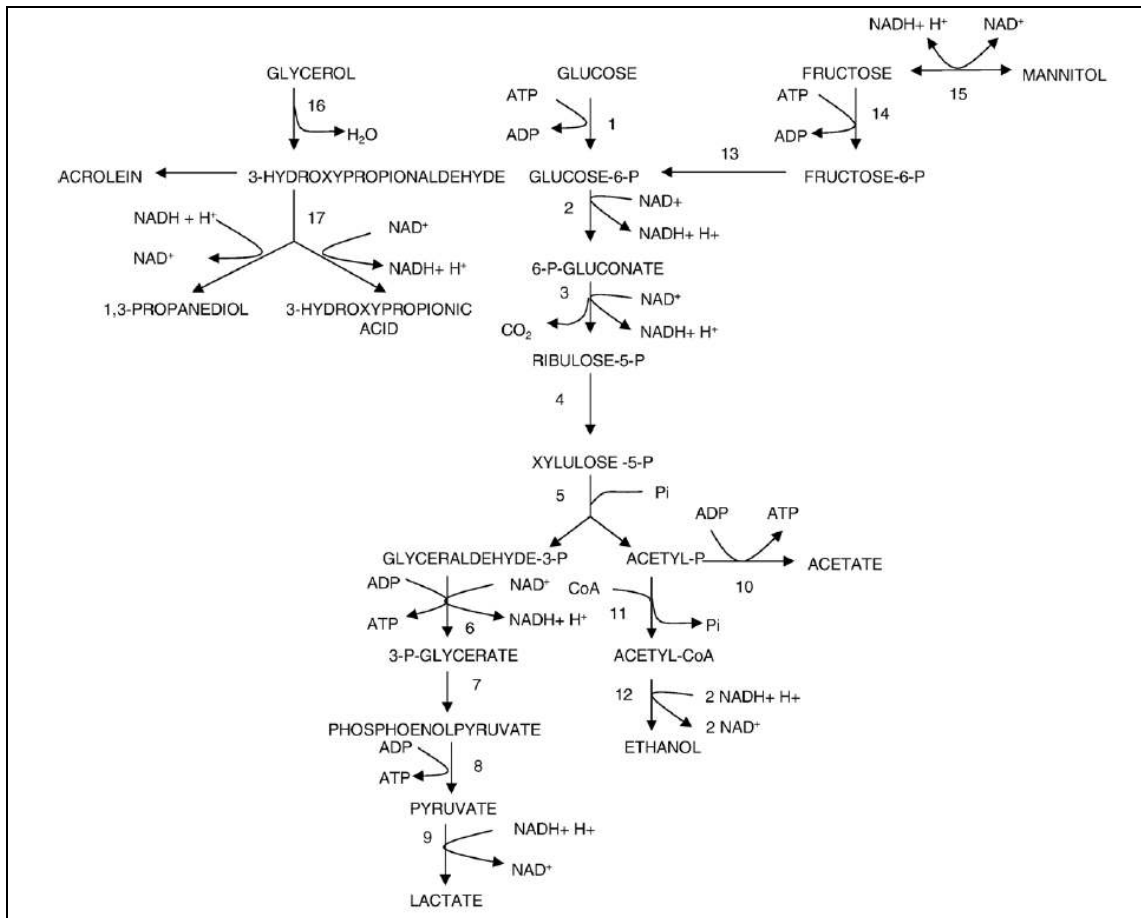 NADH+ H⁺ NAD⁺
GLYCEROL GLUCOSE FRUCTOSE MANNITOL
15
16 ATP ATP 14
H₂O ADP 1 ADP
13
ACROLEIN 3-HYDROXYPROPIONALDEHYDE GLUCOSE-6-P FRUCTOSE-6-P
2 NAD+
NADH + H⁺ 17 NAD⁺ NADH+ H+
NAD⁺ NADH+ H⁺ 6-P-GLUCONATE
3 NAD⁺
1,3-PROPANEDIOL 3-HYDROXYPROPIONIC
ACID
CO₂ NADH+ H⁺
RIBULOSE-5-P
4
XYLULOSE -5-P
5 Pi
ADP ATP
GLYCERALDEHYDE-3-P ACETYL-P ACETATE
10
ADP NAD⁺ CoA
ATP 6 NADH+ H⁺ 11 Pi
3-P-GLYCERATE ACETYL-CoA
7 12 2 NADH+ H+
2 NAD⁺
PHOSPHOENOLPYRUVATE ETHANOL
ADP
ATP 8
PYRUVATE
9 NADH+ H+
NAD⁺
LACTATE